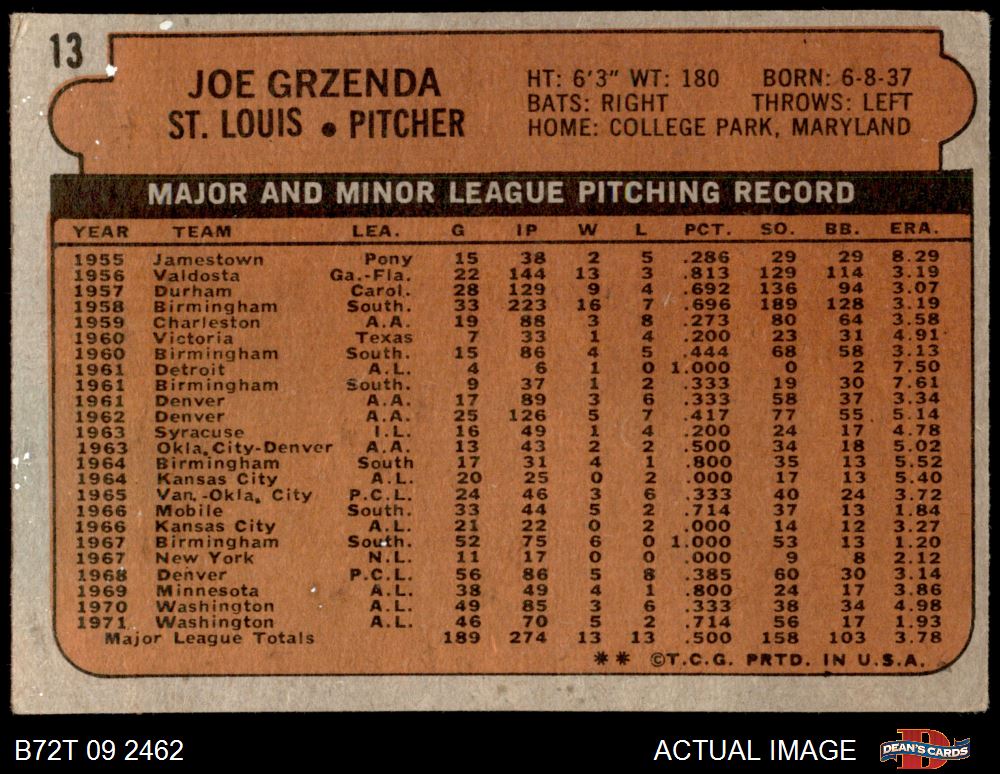 13
JOE GRZENDA
ST. LOUIS • PITCHER
HT: 6'3" WT: 180 BORN: 6-8-37
BATS: RIGHT THROWS: LEFT
HOME: COLLEGE PARK, MARYLAND
MAJOR AND MINOR LEAGUE PITCHING RECORD
YEAR TEAM LEA. G IP W L PCT. SO. BB. ERA.
1955 Jamestown Pony 15 38 2 5 .286 29 29 8.29
1956 Valdosta Ga.-Fla. 22 144 13 3 .813 129 114 3.19
1957 Durham Carol. 28 129 9 4 .692 136 94 3.07
1958 Birmingham South. 33 223 16 7 .696 189 128 3.19
1959 Charleston A.A. 19 88 3 8 .273 80 64 3.58
1960 Victoria Texas 7 33 1 4 .200 23 31 4.91
1960 Birmingham South. 15 86 4 5 .444 68 58 3.13
1961 Detroit A.L. 4 6 1 0 1.000 0 2 7.50
1961 Birmingham South. 9 37 1 2 .333 19 30 7.61
1961 Denver A.A. 17 89 3 6 .333 58 37 3.34
1962 Denver A.A. 25 126 5 7 .417 77 55 5.14
1963 Syracuse I.L. 16 49 1 4 .200 24 17 4.78
1963 Okla.City-Denver A.A. 13 43 2 2 .500 34 18 5.02
1964 Birmingham South 17 31 4 1 .800 35 13 5.52
1964 Kansas City A.L. 20 25 0 2 .000 17 13 5.40
1965 Van.-Okla. City P.C.L. 24 46 3 6 .333 40 24 3.72
1966 Mobile South. 33 44 5 2 .714 37 13 1.84
1966 Kansas City A.L. 21 22 0 2 .000 14 12 3.27
1967 Birmingham South. 52 75 6 0 1.000 53 13 1.20
1967 New York N.L. 11 17 0 0 .000 9 8 2.12
1968 Denver P.C.L. 56 86 5 8 .385 60 30 3.14
1969 Minnesota A.L. 38 49 4 1 .800 24 17 3.86
1970 Washington A.L. 49 85 3 6 .333 38 34 4.98
1971 Washington A.L. 46 70 5 2 .714 56 17 1.93
Major League Totals 189 274 13 13 .500 158 103 3.78
** ©T.C.G. PRTD. IN U.S.A.
B72T 09 2462 ACTUAL IMAGE DEAN'S CARDS